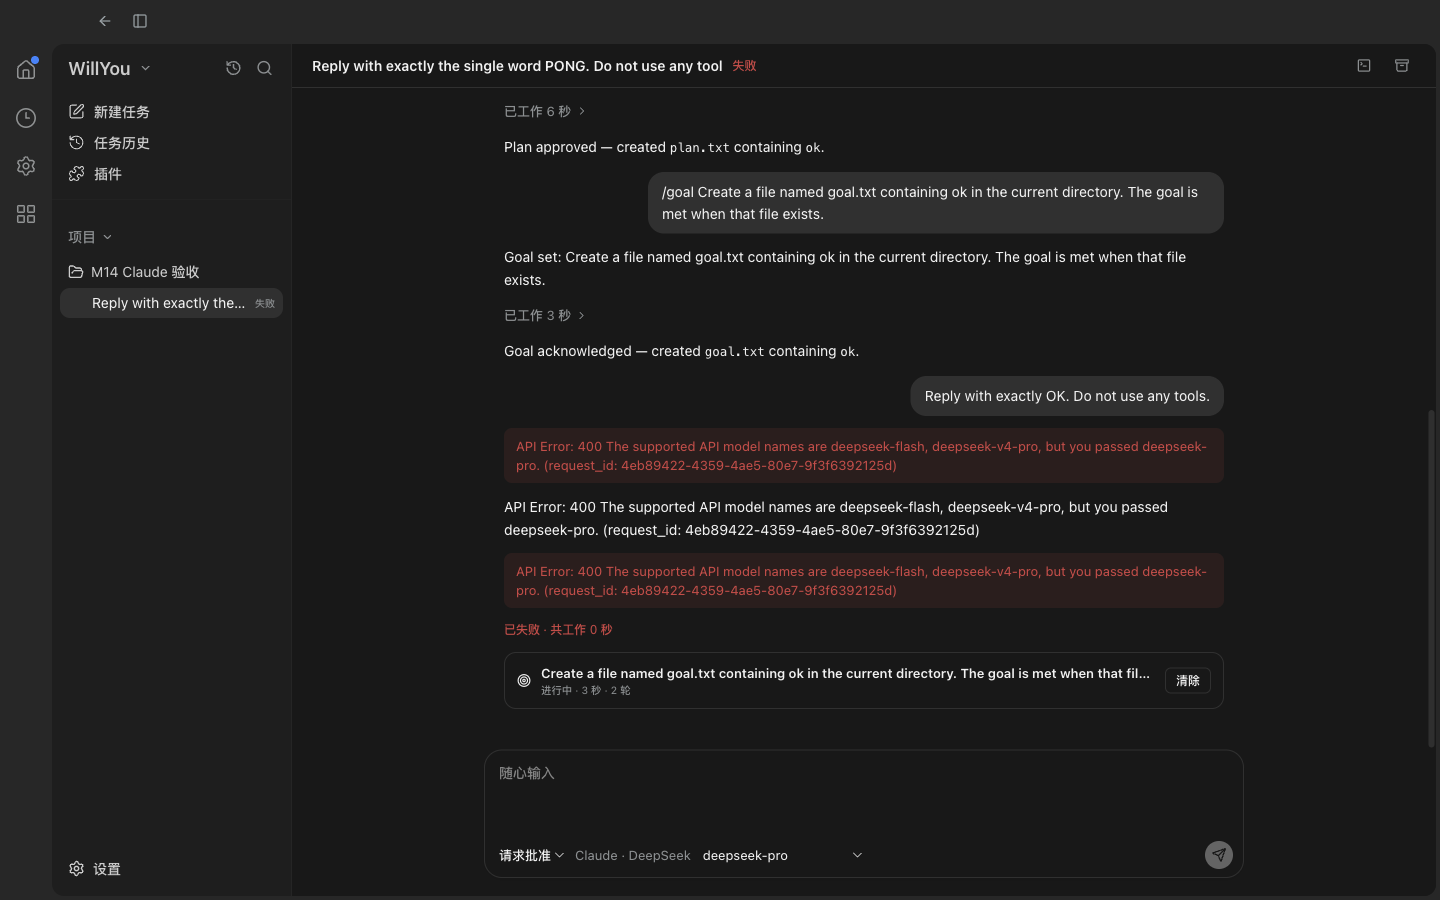 WillYou
新建任务
任务历史
插件
项目
M14 Claude 验收
Reply with exactly the... 失败
设置
Reply with exactly the single word PONG. Do not use any tool 失败
已工作 6 秒
Plan approved — created plan.txt containing ok.
/goal Create a file named goal.txt containing ok in the current directory. The goal is
met when that file exists.
Goal set: Create a file named goal.txt containing ok in the current directory. The goal is met when that file
exists.
已工作 3 秒
Goal acknowledged — created goal.txt containing ok.
Reply with exactly OK. Do not use any tools.
API Error: 400 The supported API model names are deepseek-flash, deepseek-v4-pro, but you passed deepseek-
pro. (request_id: 4eb89422-4359-4ae5-80e7-9f3f6392125d)
API Error: 400 The supported API model names are deepseek-flash, deepseek-v4-pro, but you passed
deepseek-pro. (request_id: 4eb89422-4359-4ae5-80e7-9f3f6392125d)
API Error: 400 The supported API model names are deepseek-flash, deepseek-v4-pro, but you passed deepseek-
pro. (request_id: 4eb89422-4359-4ae5-80e7-9f3f6392125d)
已失败 · 共工作 0 秒
Create a file named goal.txt containing ok in the current directory. The goal is met when that fil...
进行中 · 3 秒 · 2 轮
清除
随心输入
请求批准 Claude · DeepSeek deepseek-pro